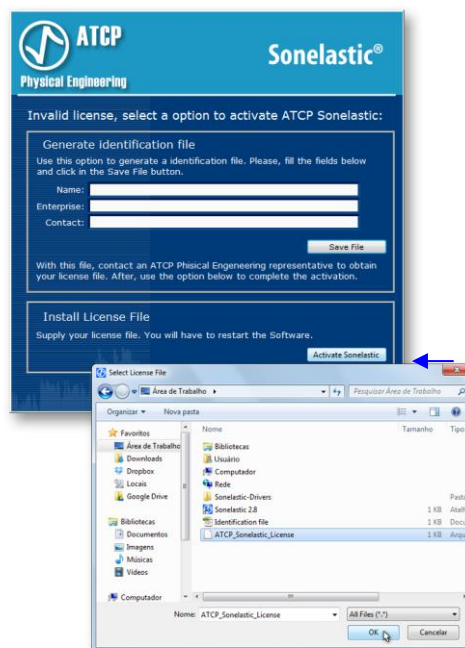 ATCP
Physical Engineering
Sonelastic®
Invalid license, select a option to activate ATCP Sonelastic:
Generate identification file
Use this option to generate a identification file. Please, fill the fields below
and click in the Save File button.
Name:
Enterprise:
Contact:
Save File
With this file, contact an ATCP Phisical Engeneering representative to obtain
your license file. After, use the option below to complete the activation.
Install License File
Supply your license file. You will have to restart the Software.
Activate Sonelastic
Select License File
Área de Trabalho
Pesquisar Área de Trabalho
Organizar Nova pasta
Nome Tamanho Tipo
Favoritos
Área de Trabalho
Downloads
Dropbox
Locais
Google Drive
Bibliotecas
Documentos
Imagens
Músicas
Vídeos
Computador
Bibliotecas
Usuário
Computador
Rede
Sonelastic-Drivers Pasta
Sonelastic 2.8 1 KB Atalh
Identification file 1 KB Docu
ATCP_Sonelastic_License 1 KB Arqu
Nome: ATCP_Sonelastic_License All Files (*.*)
OK Cancelar